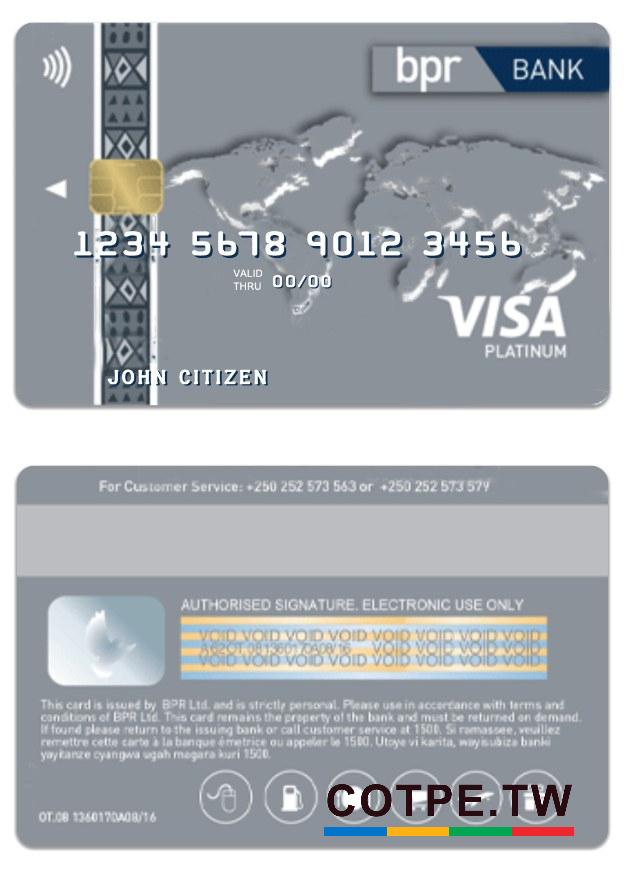 bpr BANK
1234 5678 9012 3456
VALID
THRU 00/00
VISA
PLATINUM
JOHN CITIZEN
For Customer Service: +250 252 573 563 or +250 252 573 579
AUTHORISED SIGNATURE. ELECTRONIC USE ONLY
VOID VOID VOID VOID VOID VOID VOID VOID
VOID VOID VOID VOID VOID VOID VOID VOID
This card is issued by BPR Ltd. and is strictly personal. Please use in accordance with terms and
conditions of BPR Ltd. This card remains the property of the bank and must be returned on demand.
If found please return to the issuing bank or call customer service at 1500. Si ramassee, veuillez
remettre cette carte à la banque émetrice ou appeler le 1500. Utoye vi karita, wayisubiza banki
yayitanze cyangwa ugah magara kuri 1500.
OT.08 1360170A08/16
COTPE.TW